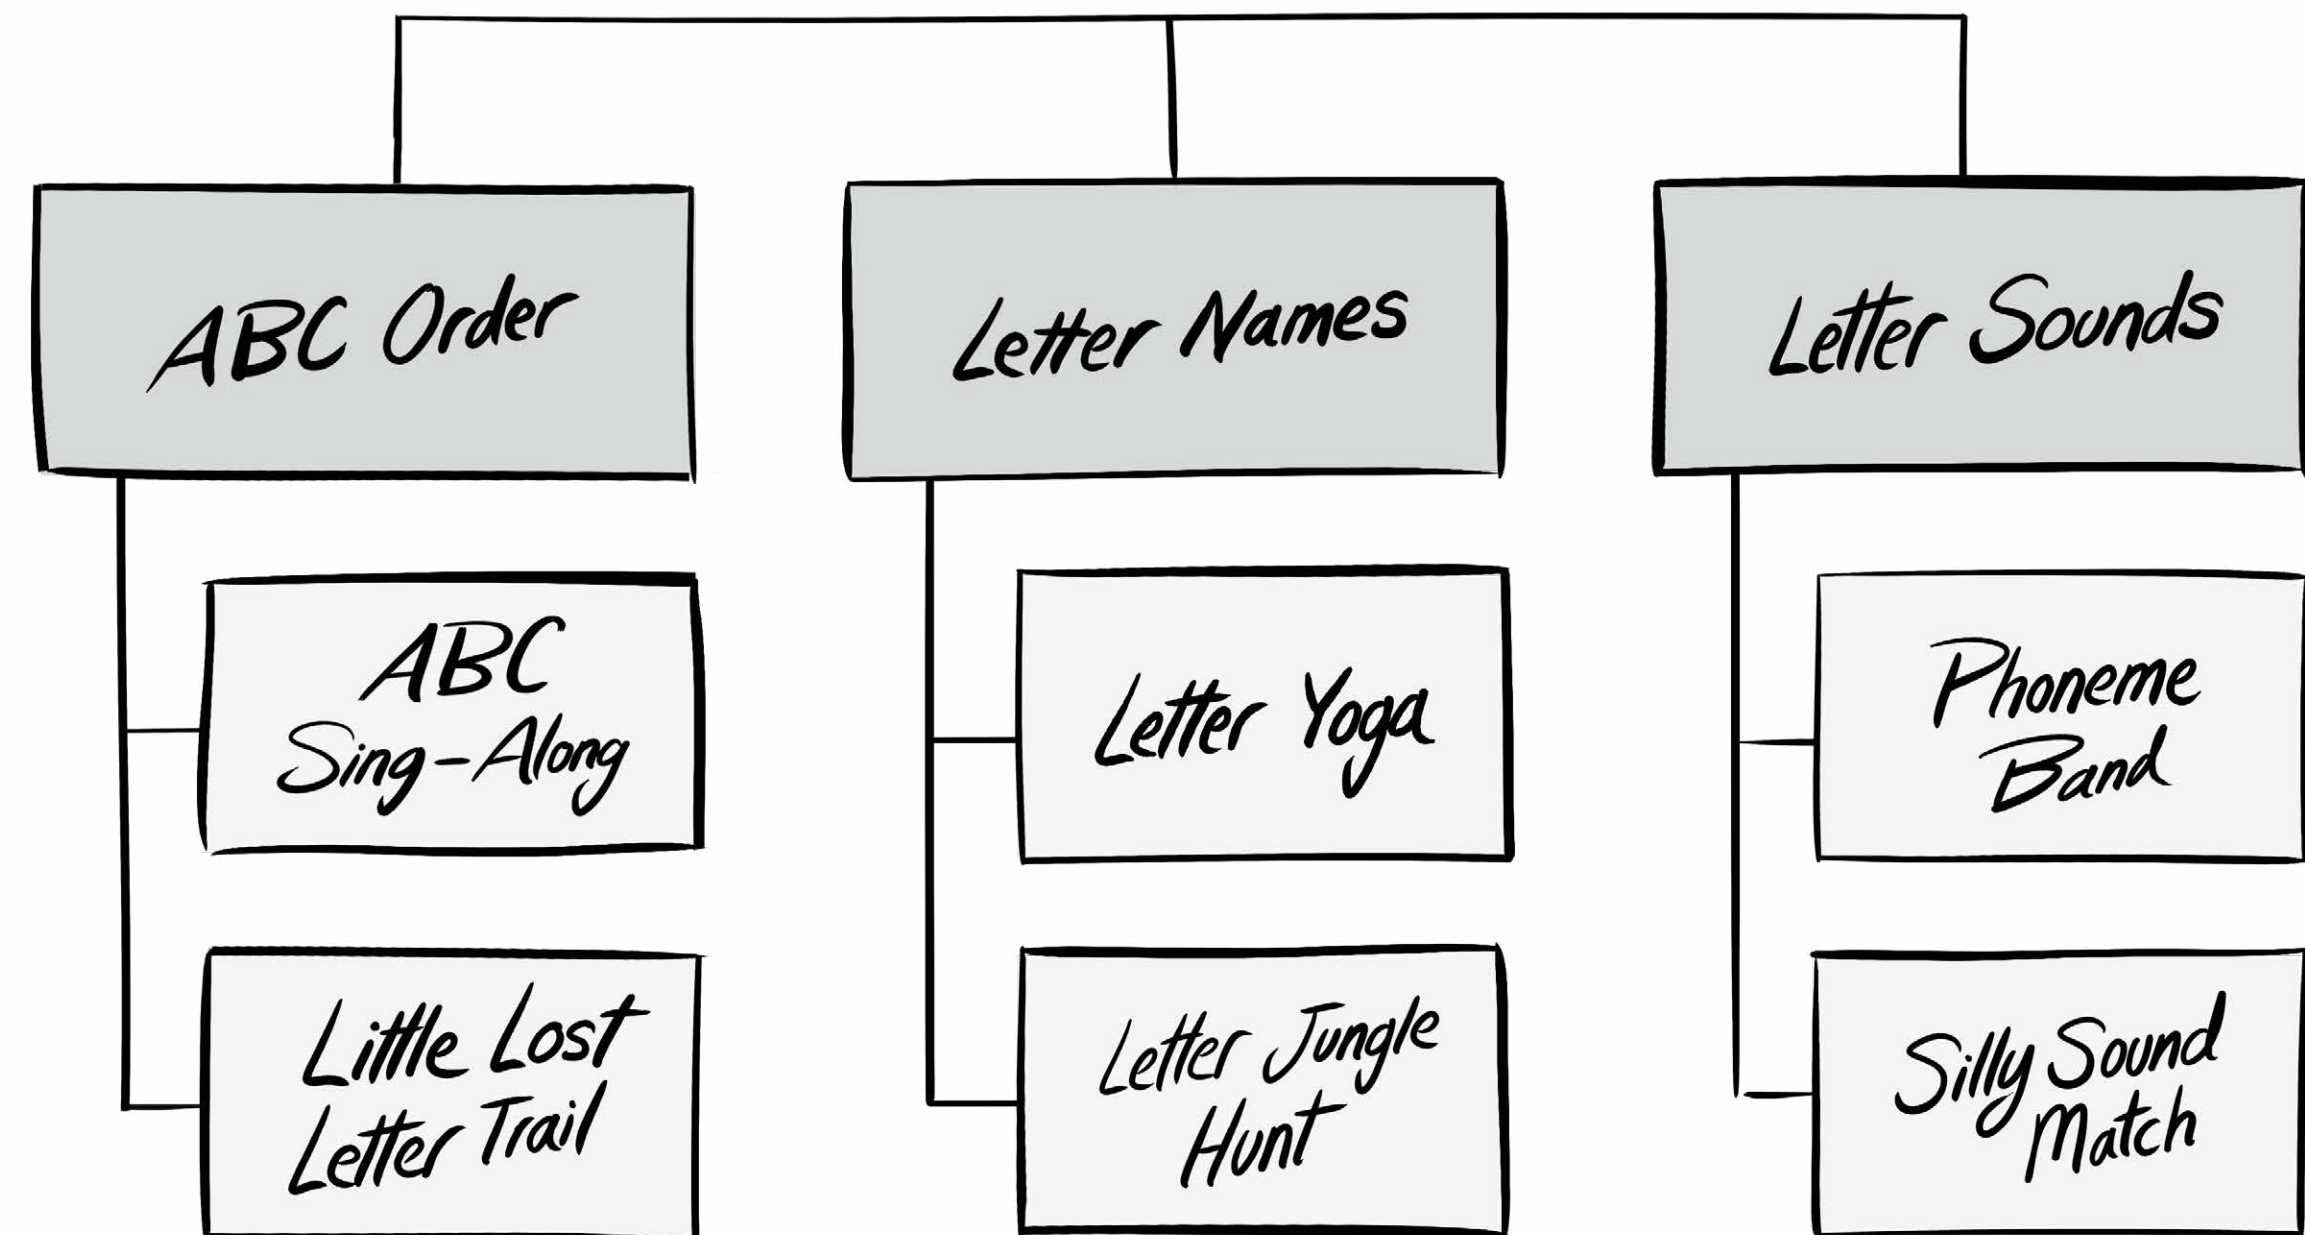 ABC Order
Letter Names
Letter Sounds
ABC
Sing-Along
Letter Yoga
Phoneme
Band
Little Lost
Letter Trail
Letter Jungle
Hunt
Silly Sound
Match